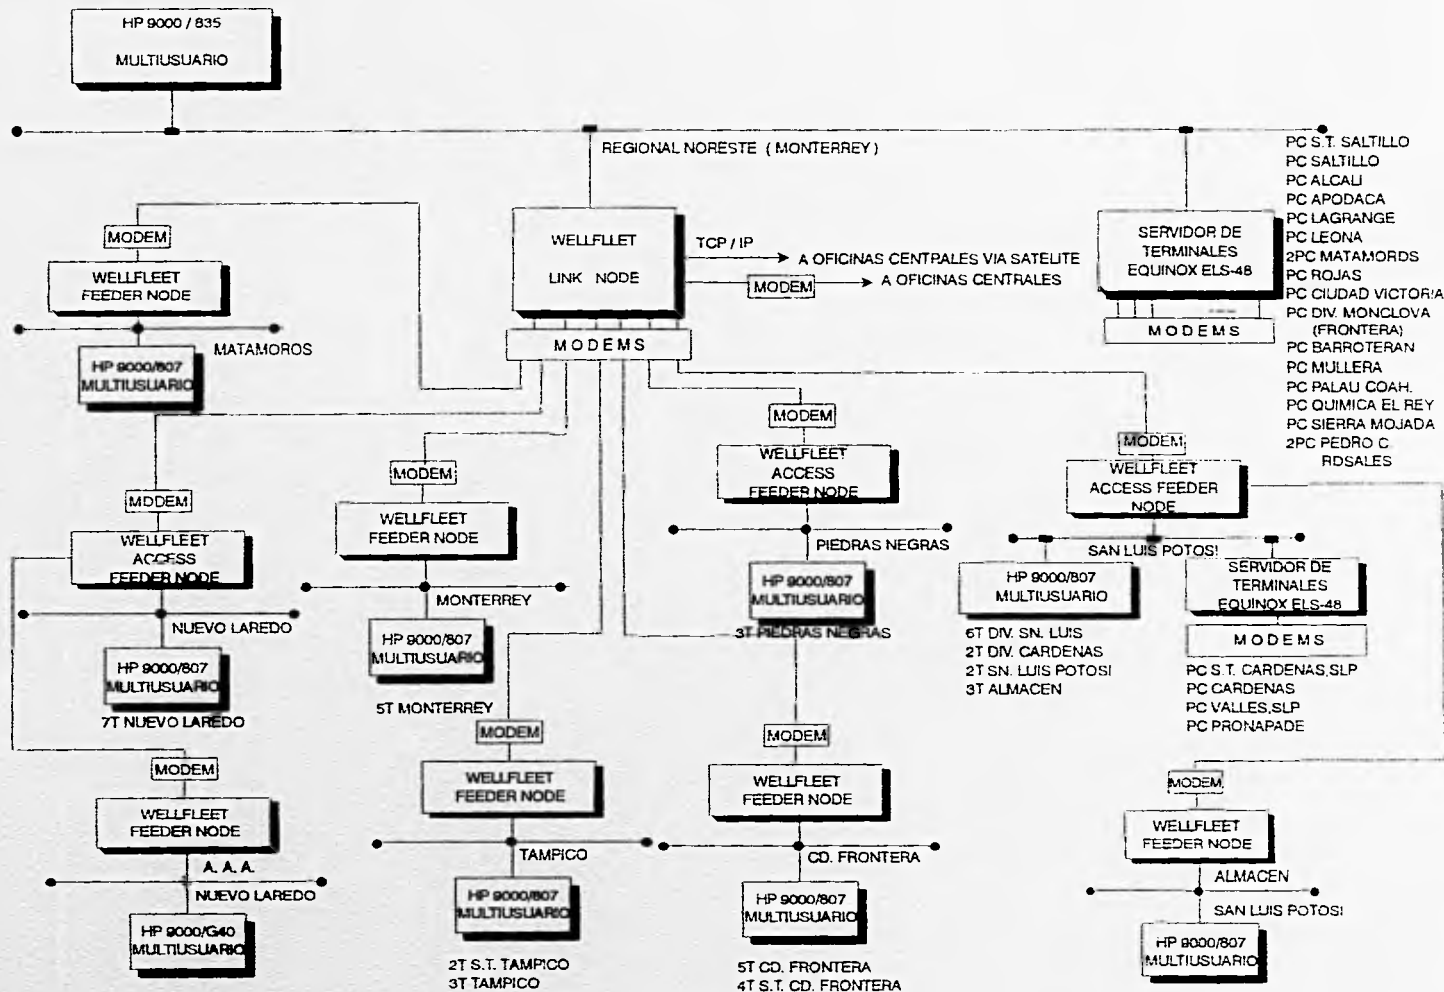 HP 9000 / 835
MULTIUSUARIO
REGIONAL NORESTE ( MONTERREY )
PC S.T. SALTILLO
PC SALTILLO
PC ALCALI
PC APODACA
PC LAGRANGE
PC LEONA
2PC MATAMORDS
PC ROJAS
PC CIUDAD VICTORIA
PC DIV. MONCLOVA
(FRONTERA)
PC BARROTERAN
PC MULLERA
PC PALAU COAH.
PC QUIMICA EL REY
PC SIERRA MOJADA
2PC PEDRO C.
RDSALES
MODEM
WELLFLEET
FEEDER NODE
MATAMOROS
HP 9000/807
MULTIUSUARIO
WELLFLLET
LINK NODE
TCP / IP
A OFICINAS CENTRALES VIA SATELITE
MODEM
A OFICINAS CENTRALES
MODEMS
SERVIDOR DE
TERMINALES
EQUINOX ELS-48
MODEMS
MDDEM
WELLFLEET
ACCESS
FEEDER NODE
NUEVO LAREDO
HP 9000/807
MULTIUSUARIO
7T NUEVO LAREDO
MODEM
WELLFLEET
FEEDER NODE
A. A. A.
NUEVO LAREDO
HP 9000/G40
MULTIUSUARIO
MODEM
WELLFLEET
FEEDER NODE
MONTERREY
HP 9000/807
MULTIUSUARIO
5T MONTERREY
MODEM
WELLFLEET
FEEDER NODE
TAMPICO
HP 9000/807
MULTIUSUARIO
2T S.T. TAMPICO
3T TAMPICO
MODEM
WELLFLEET
ACCESS
FEEDER NODE
PIEDRAS NEGRAS
HP 9000/807
MULTIUSUARIO
3T PIEDRAS NEGRAS
MODEM
WELLFLEET
FEEDER NODE
CD. FRONTERA
HP 9000/807
MULTIUSUARIO
5T CD. FRONTERA
4T S.T. CD. FRONTERA
MODEM
WELLFLEET
ACCESS FEEDER
NODE
SAN LUIS POTOSI
HP 9000/807
MULTIUSUARIO
6T DIV. SN. LUIS
2T DIV. CARDENAS
2T SN. LUIS POTOSI
3T ALMACEN
SERVIDOR DE
TERMINALES
EQUINOX ELS-48
MODEMS
PC S.T. CARDENAS,SLP
PC CARDENAS
PC VALLES,SLP
PC PRONAPADE
MODEM
WELLFLEET
FEEDER NODE
ALMACEN
SAN LUIS POTOSI
HP 9000/807
MULTIUSUARIO